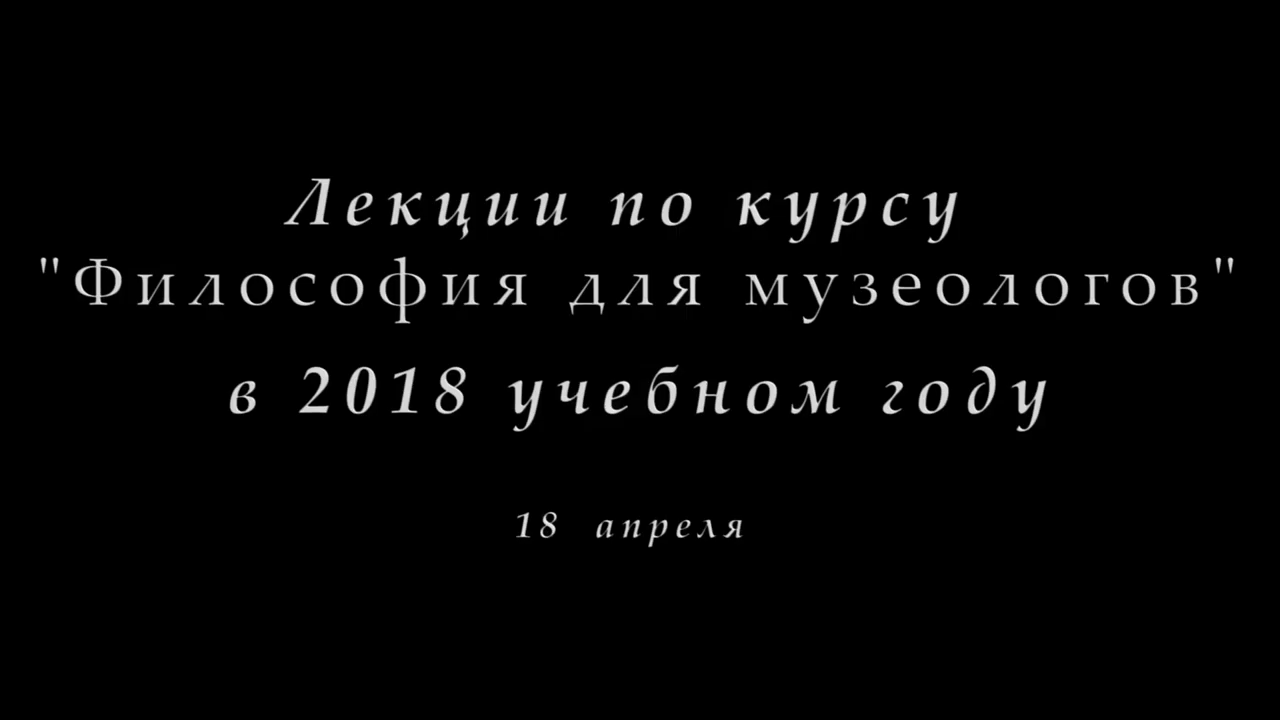 Лекции по курсу
"Философия для музеологов"
в 2018 учебном году
18 апреля